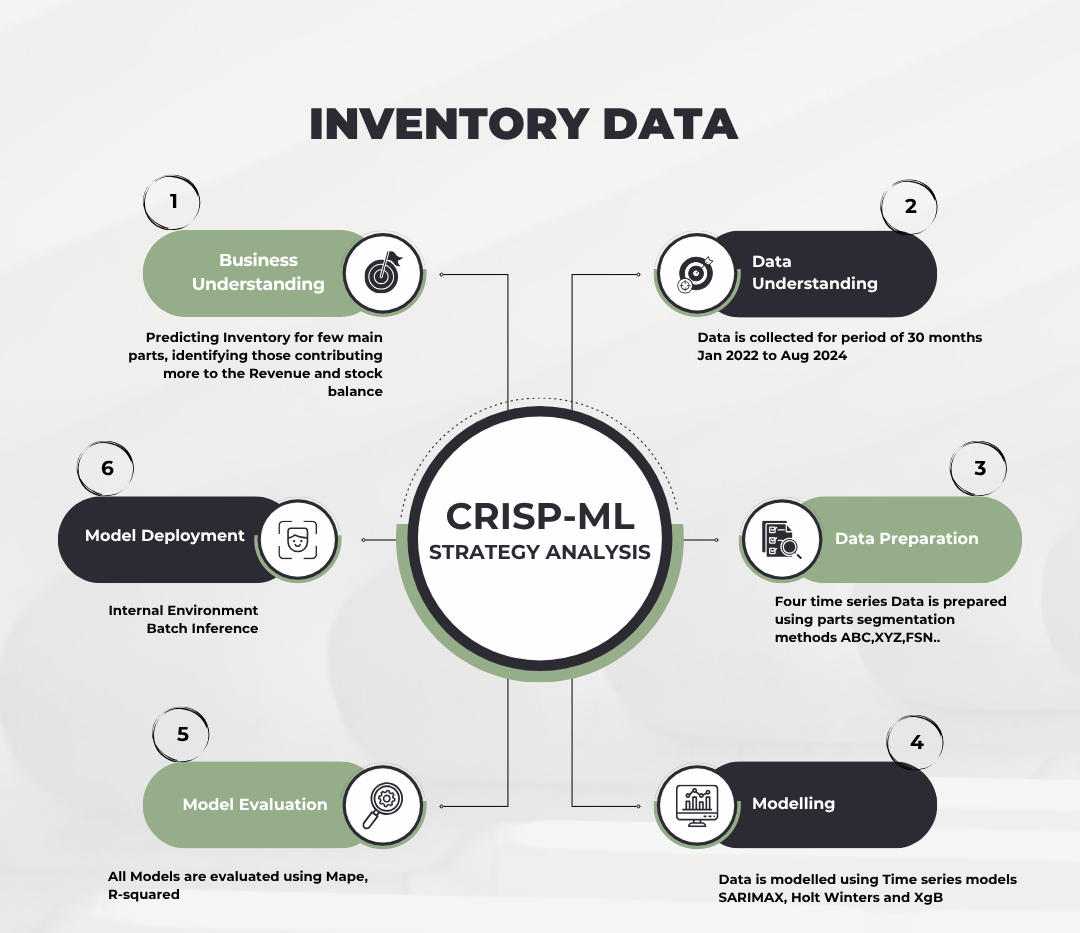 INVENTORY DATA
1
Business
Understanding
Predicting Inventory for few main
parts, identifying those contributing
more to the Revenue and stock
balance
2
Data
Understanding
Data is collected for period of 30 months
Jan 2022 to Aug 2024
CRISP-ML
STRATEGY ANALYSIS
3
Data Preparation
Four time series Data is prepared
using parts segmentation
methods ABC,XYZ,FSN..
4
Modelling
Data is modelled using Time series models
SARIMAX, Holt Winters and XgB
5
Model Evaluation
All Models are evaluated using Mape,
R-squared
6
Model Deployment
Internal Environment
Batch Inference